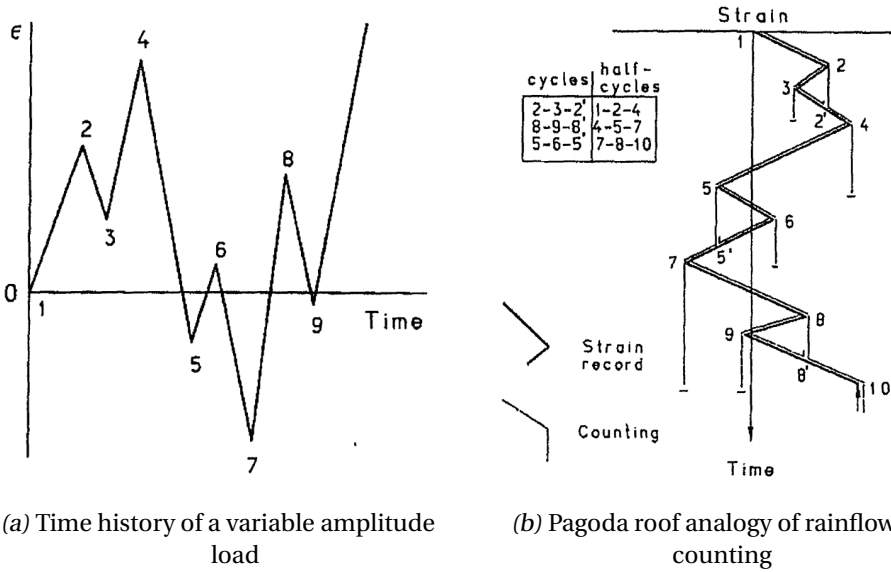 ε
4
2
8
3
6
0
1
Time
9
5
7
(a) Time history of a variable amplitude
load
Strain
1
2
3
2'
4
cycles half-cycles
2-3-2' 1-2-4
8-9-8' 4-5-7
5-6-5' 7-8-10
5
6
5'
7
8
9
8'
10
Strain
record
Counting
Time
(b) Pagoda roof analogy of rainflow
counting